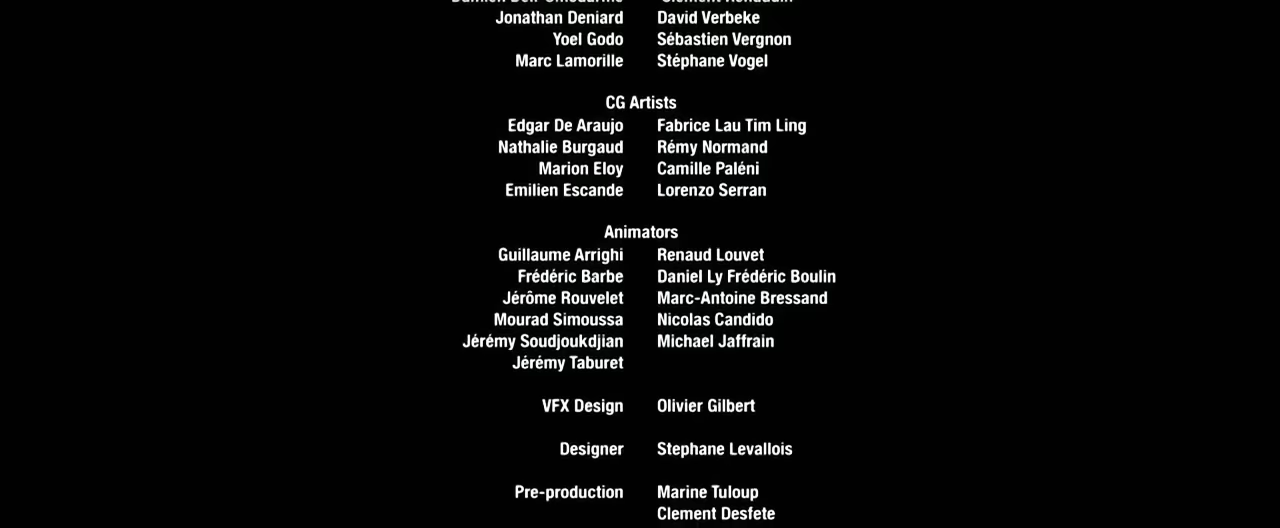 Jonathan Deniard David Verbeke
Yoel Godo Sébastien Vergnon
Marc Lamorille Stéphane Vogel
CG Artists
Edgar De Araujo Fabrice Lau Tim Ling
Nathalie Burgaud Rémy Normand
Marion Eloy Camille Paléni
Emilien Escande Lorenzo Serran
Animators
Guillaume Arrighi Renaud Louvet
Frédéric Barbe Daniel Ly Frédéric Boulin
Jérôme Rouvelet Marc-Antoine Bressand
Mourad Simoussa Nicolas Candido
Jérémy Soudjoukdjian Michael Jaffrain
Jérémy Taburet
VFX Design Olivier Gilbert
Designer Stephane Levallois
Pre-production Marine Tuloup
Clement Desfete